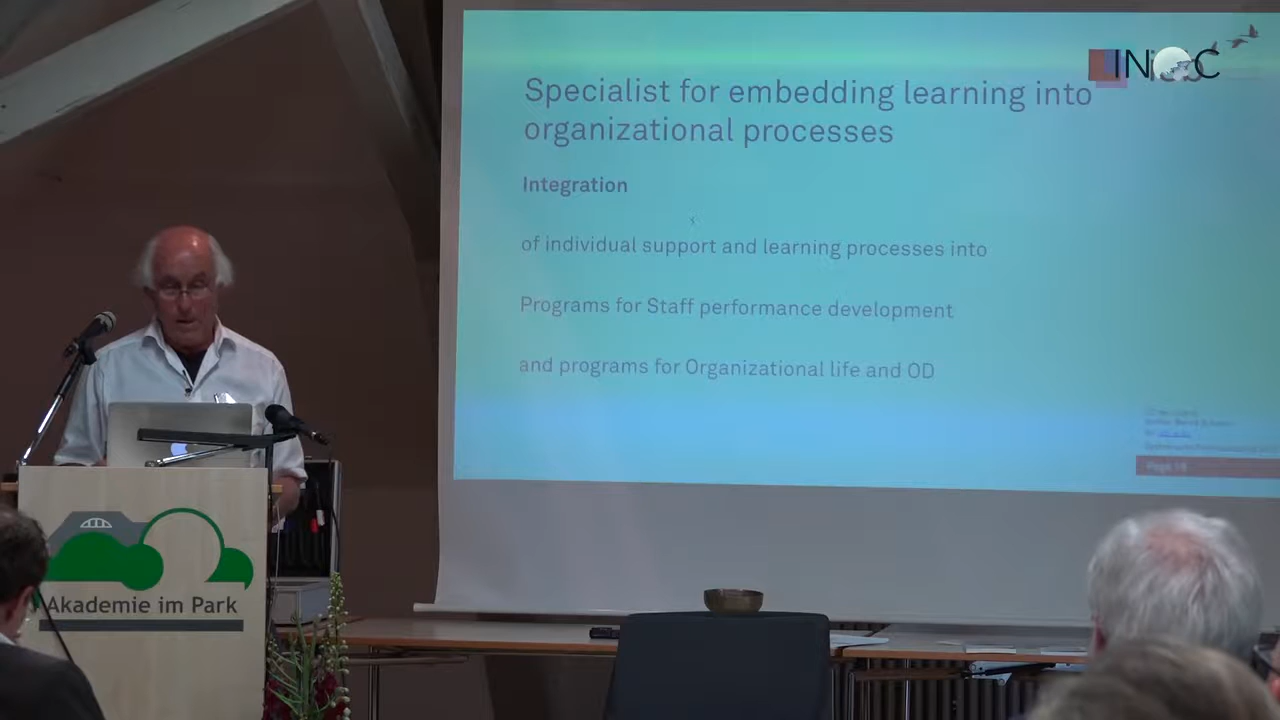 Specialist for embedding learning into
organizational processes
Integration
of individual support and learning processes into
Programs for Staff performance development
and programs for Organizational life and OD
Akademie im Park